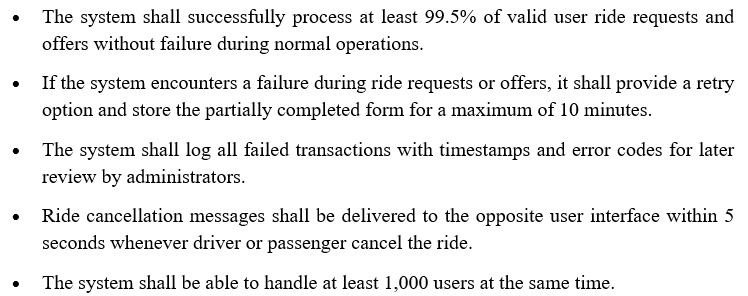 • The system shall successfully process at least 99.5% of valid user ride requests and
offers without failure during normal operations.
• If the system encounters a failure during ride requests or offers, it shall provide a retry
option and store the partially completed form for a maximum of 10 minutes.
• The system shall log all failed transactions with timestamps and error codes for later
review by administrators.
• Ride cancellation messages shall be delivered to the opposite user interface within 5
seconds whenever driver or passenger cancel the ride.
• The system shall be able to handle at least 1,000 users at the same time.